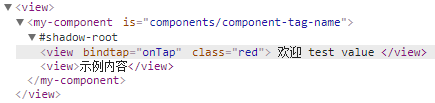 ▼<view>
▼<my-component is="components/component-tag-name">
▼#shadow-root
<view bindtap="onTap" class="red"> 欢迎 test value </view>
<view>示例内容</view>
</my-component>
</view>